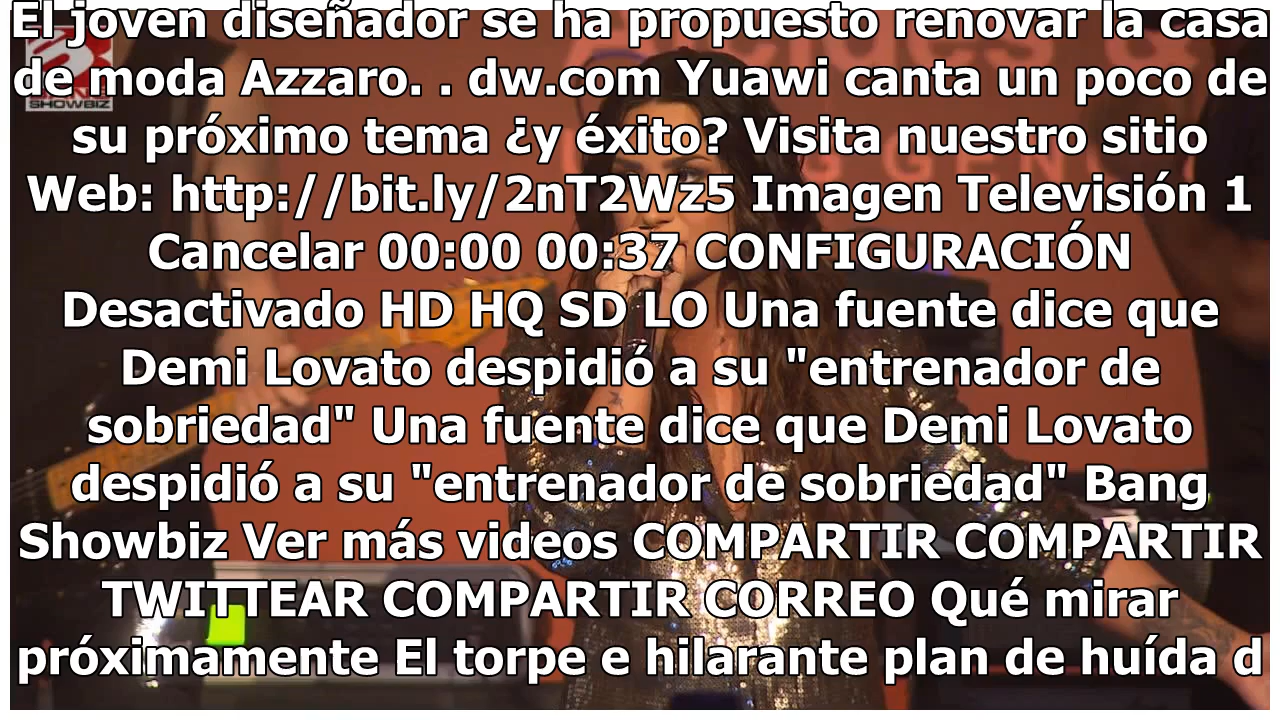 El joven diseñador se ha propuesto renovar la casa
de moda Azzaro. . dw.com Yuawi canta un poco de
su próximo tema ¿y éxito? Visita nuestro sitio
Web: http://bit.ly/2nT2Wz5 Imagen Televisión 1
Cancelar 00:00 00:37 CONFIGURACIÓN
Desactivado HD HQ SD LO Una fuente dice que
Demi Lovato despidió a su "entrenador de
sobriedad" Una fuente dice que Demi Lovato
despidió a su "entrenador de sobriedad" Bang
Showbiz Ver más videos COMPARTIR COMPARTIR
TWITTEAR COMPARTIR CORREO Qué mirar
próximamente El torpe e hilarante plan de huída d
SHOWBIZ